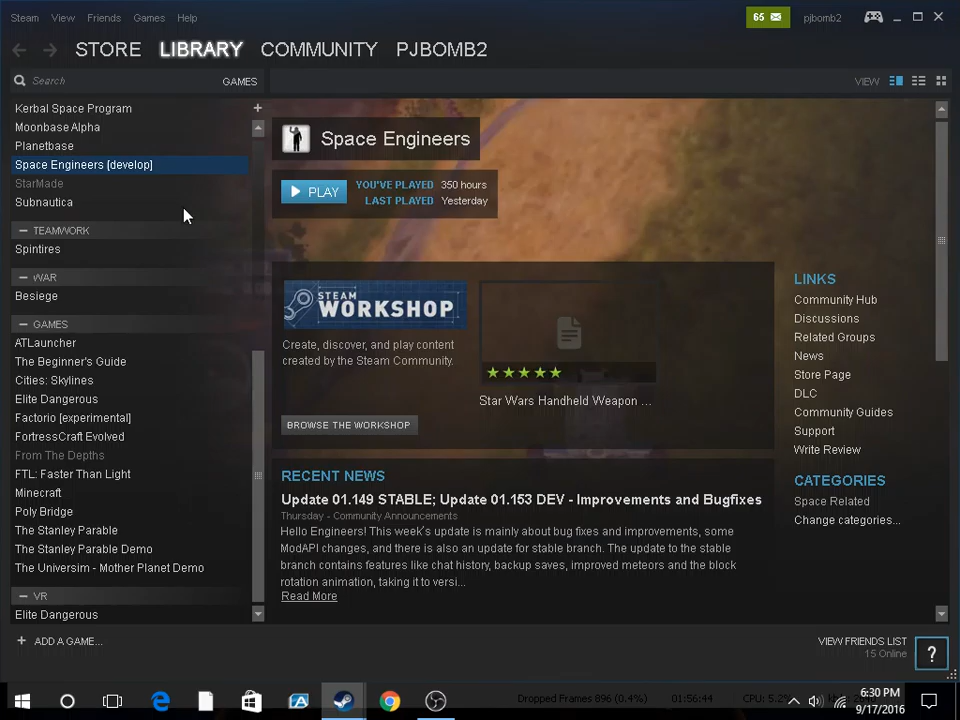 Steam View Friends Games Help
65 pjbomb2
STORE LIBRARY COMMUNITY PJBOMB2
Search GAMES VIEW
Kerbal Space Program
Moonbase Alpha
Planetbase
Space Engineers [develop]
StarMade
Subnautica
TEAMWORK
Spintires
WAR
Besiege
GAMES
ATLauncher
The Beginner's Guide
Cities: Skylines
Elite Dangerous
Factorio [experimental]
FortressCraft Evolved
From The Depths
FTL: Faster Than Light
Minecraft
Poly Bridge
The Stanley Parable
The Stanley Parable Demo
The Universim - Mother Planet Demo
VR
Elite Dangerous
Space Engineers
PLAY
YOU'VE PLAYED 350 hours
LAST PLAYED Yesterday
STEAM
WORKSHOP
Create, discover, and play content
created by the Steam Community.
Star Wars Handheld Weapon ...
BROWSE THE WORKSHOP
RECENT NEWS
Update 01.149 STABLE; Update 01.153 DEV - Improvements and Bugfixes
Thursday - Community Announcements
Hello Engineers! This week's update is mainly about bug fixes and improvements, some
ModAPI changes, and there is also an update for stable branch. The update to the stable
branch contains features like chat history, backup saves, improved meteors and the block
rotation animation, taking it to versi...
Read More
LINKS
Community Hub
Discussions
Related Groups
News
Store Page
DLC
Community Guides
Support
Write Review
CATEGORIES
Space Related
Change categories...
+ ADD A GAME...
VIEW FRIENDS LIST
15 Online
?
Dropped Frames 896 (0.4%) 01:56:44 CPU: 5.2%
6:30 PM
9/17/2016